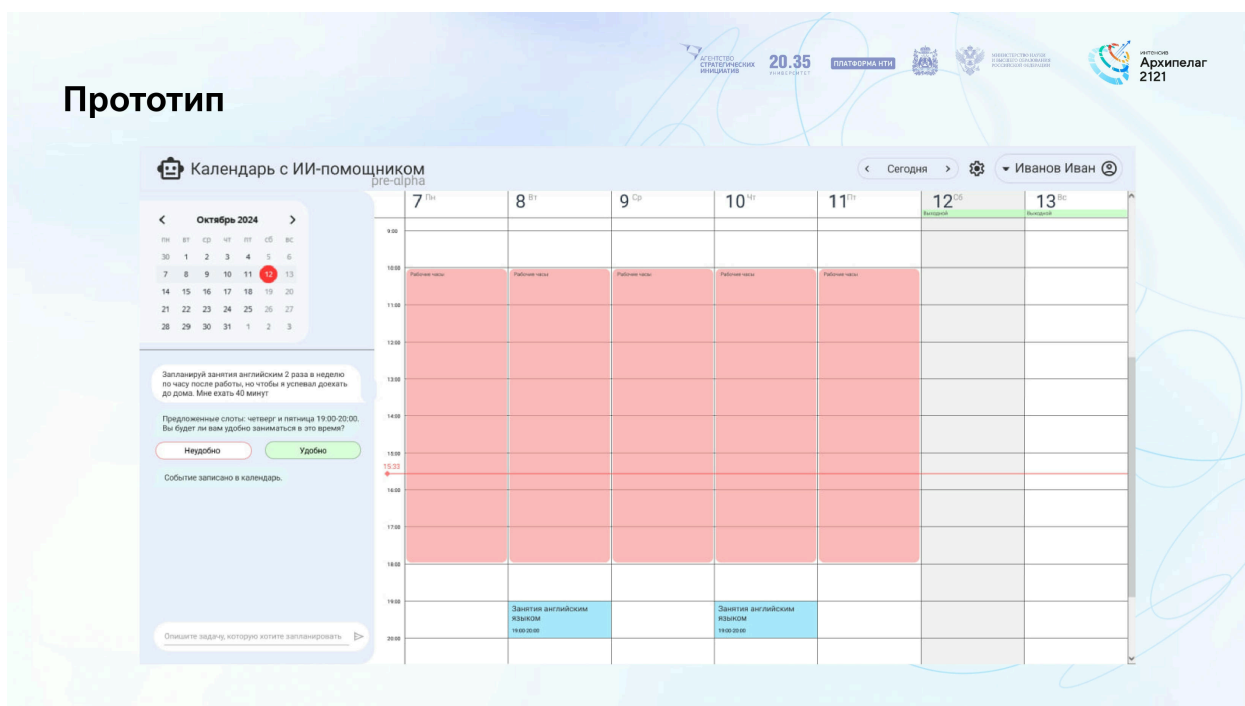 АГЕНТСТВО
СТРАТЕГИЧЕСКИХ
ИНИЦИАТИВ
20.35
УНИВЕРСИТЕТ
ПЛАТФОРМА НТИ
МИНИСТЕРСТВО НАУКИ
И ВЫСШЕГО ОБРАЗОВАНИЯ
РОССИЙСКОЙ ФЕДЕРАЦИИ
ИНТЕНСИВ
Архипелаг
2121
Прототип
Календарь с ИИ-помощником
pre-alpha
Сегодня
Иванов Иван
Октябрь 2024
пн вт ср чт пт сб вс
30 1 2 3 4 5 6
7 8 9 10 11 12 13
14 15 16 17 18 19 20
21 22 23 24 25 26 27
28 29 30 31 1 2 3
Запланируй занятия английским 2 раза в неделю
по часу после работы, но чтобы я успевал доехать
до дома. Мне ехать 40 минут
Предложенные слоты: четверг и пятница 19:00-20:00.
Вы будет ли вам удобно заниматься в это время?
Неудобно Удобно
Событие записано в календарь.
Опишите задачу, которую хотите запланировать
7 Пн 8 Вт 9 Ср 10 Чт 11 Пт 12 Сб 13 Вс
Выходной Выходной
9:00
10:00
Рабочие часы Рабочие часы Рабочие часы Рабочие часы Рабочие часы
11:00
12:00
13:00
14:00
15:00
15:33
16:00
17:00
18:00
19:00
Занятия английским
языком
19:00-20:00
Занятия английским
языком
19:00-20:00
20:00